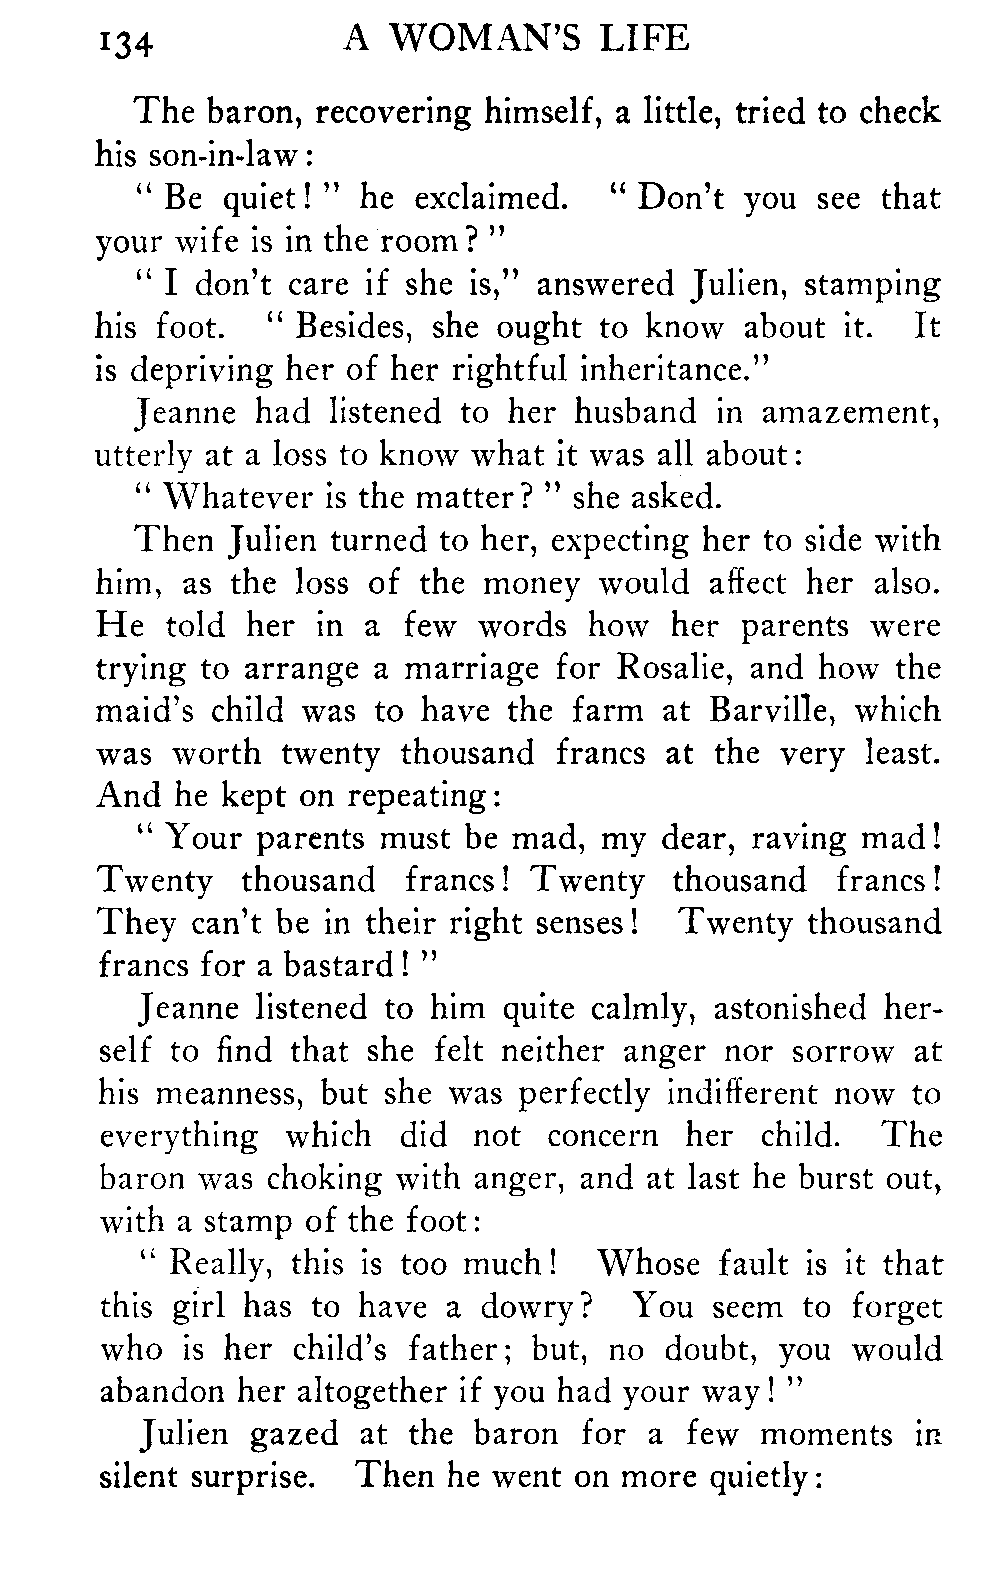 134 A WOMAN'S LIFE
The baron, recovering himself, a little, tried to check
his son-in-law:
“ Be quiet! ” he exclaimed. “ Don't you see that
your wife is in the room? ”
“ I don't care if she is,” answered Julien, stamping
his foot. “ Besides, she ought to know about it. It
is depriving her of her rightful inheritance.”
Jeanne had listened to her husband in amazement,
utterly at a loss to know what it was all about:
“ Whatever is the matter? ” she asked.
Then Julien turned to her, expecting her to side with
him, as the loss of the money would affect her also.
He told her in a few words how her parents were
trying to arrange a marriage for Rosalie, and how the
maid's child was to have the farm at Barville, which
was worth twenty thousand francs at the very least.
And he kept on repeating:
“ Your parents must be mad, my dear, raving mad!
Twenty thousand francs! Twenty thousand francs!
They can't be in their right senses! Twenty thousand
francs for a bastard! ”
Jeanne listened to him quite calmly, astonished her-
self to find that she felt neither anger nor sorrow at
his meanness, but she was perfectly indifferent now to
everything which did not concern her child. The
baron was choking with anger, and at last he burst out,
with a stamp of the foot:
“ Really, this is too much! Whose fault is it that
this girl has to have a dowry? You seem to forget
who is her child's father; but, no doubt, you would
abandon her altogether if you had your way! ”
Julien gazed at the baron for a few moments in
silent surprise. Then he went on more quietly: